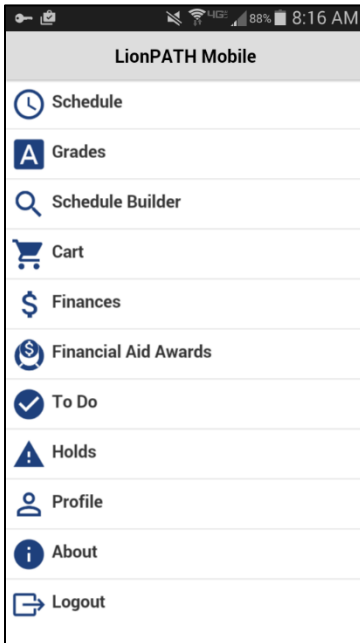 4G 88% 8:16 AM
LionPATH Mobile
Schedule
A Grades
Schedule Builder
Cart
$ Finances
$ Financial Aid Awards
To Do
! Holds
Profile
i About
Logout